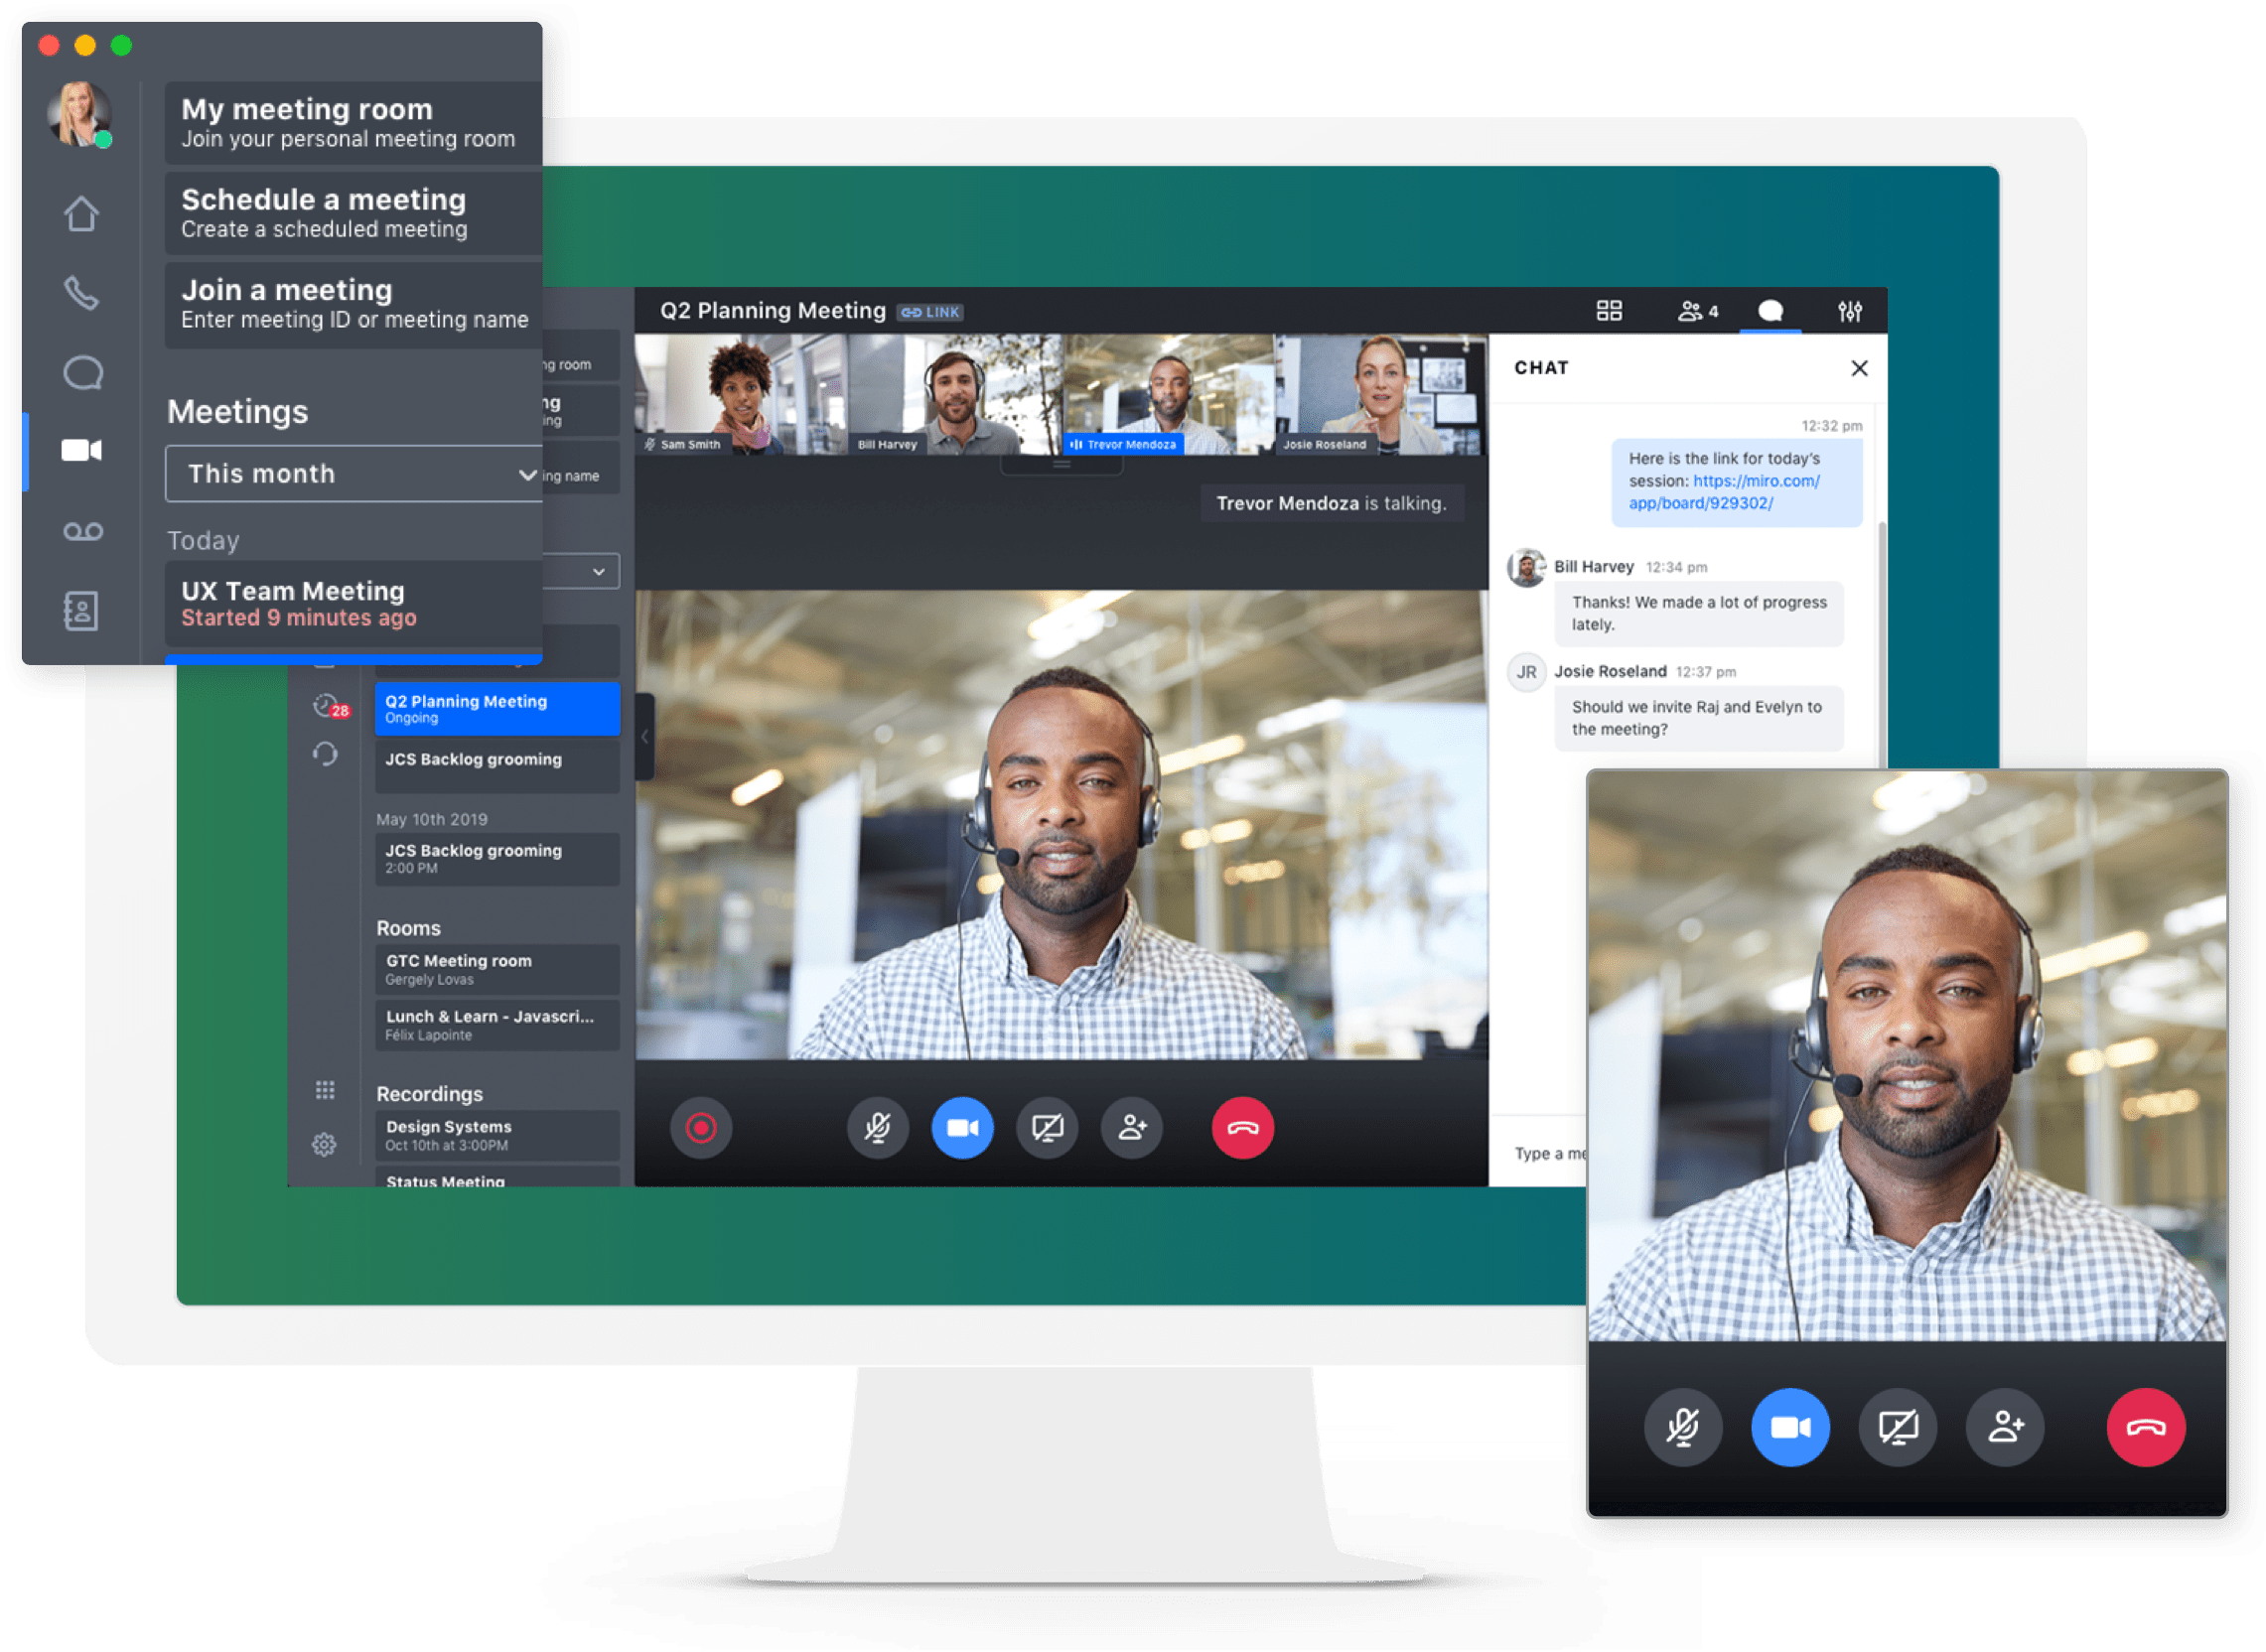 My meeting room
Join your personal meeting room
Schedule a meeting
Create a scheduled meeting
Join a meeting
Enter meeting ID or meeting name
Meetings
This month
Today
UX Team Meeting
Started 9 minutes ago
ng room
ng
ing
ing name
28
Q2 Planning Meeting
Ongoing
JCS Backlog grooming
May 10th 2019
JCS Backlog grooming
2:00 PM
Rooms
GTC Meeting room
Gergely Lovas
Lunch & Learn - Javascri...
Félix Lapointe
Recordings
Design Systems
Oct 10th at 3:00PM
Status Meeting
Q2 Planning Meeting LINK
4
Sam Smith
Bill Harvey
Trevor Mendoza
Josie Roseland
Trevor Mendoza is talking.
CHAT
12:32 pm
Here is the link for today's
session: https://miro.com/
app/board/929302/
Bill Harvey 12:34 pm
Thanks! We made a lot of progress
lately.
JR
Josie Roseland 12:37 pm
Should we invite Raj and Evelyn to
the meeting?
Type a me